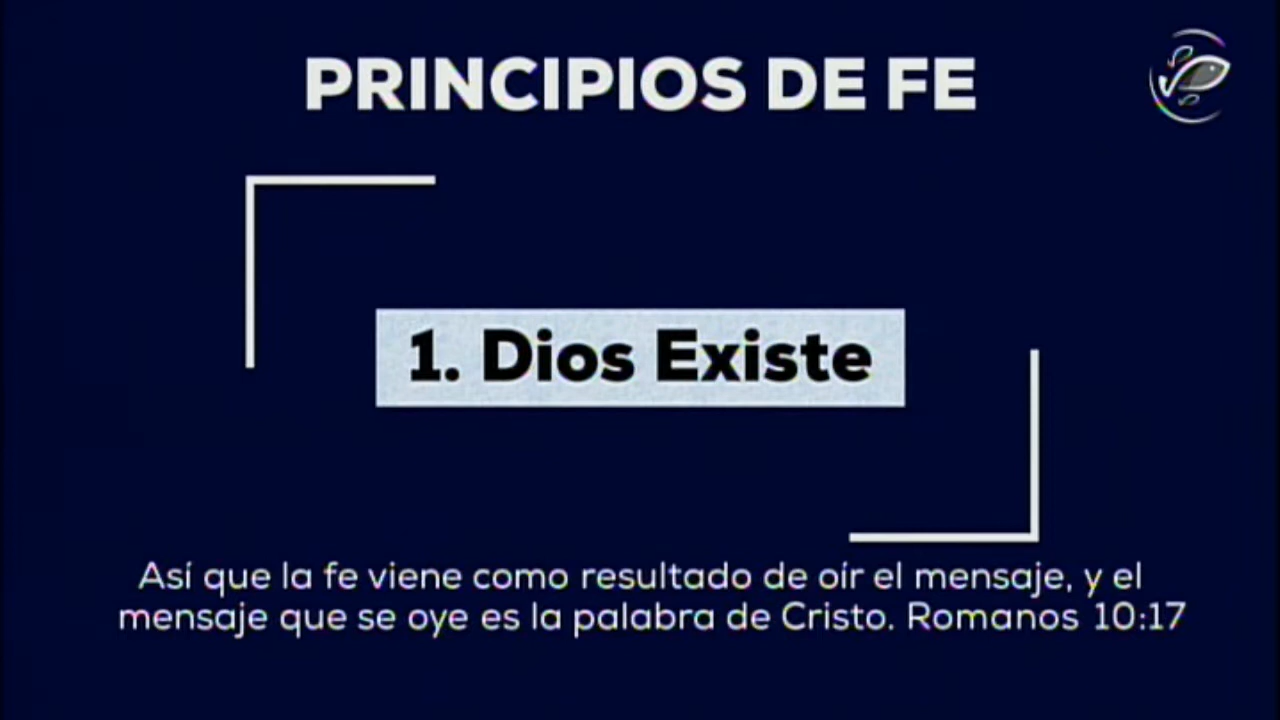 PRINCIPIOS DE FE
1. Dios Existe
Así que la fe viene como resultado de oír el mensaje, y el
mensaje que se oye es la palabra de Cristo. Romanos 10:17